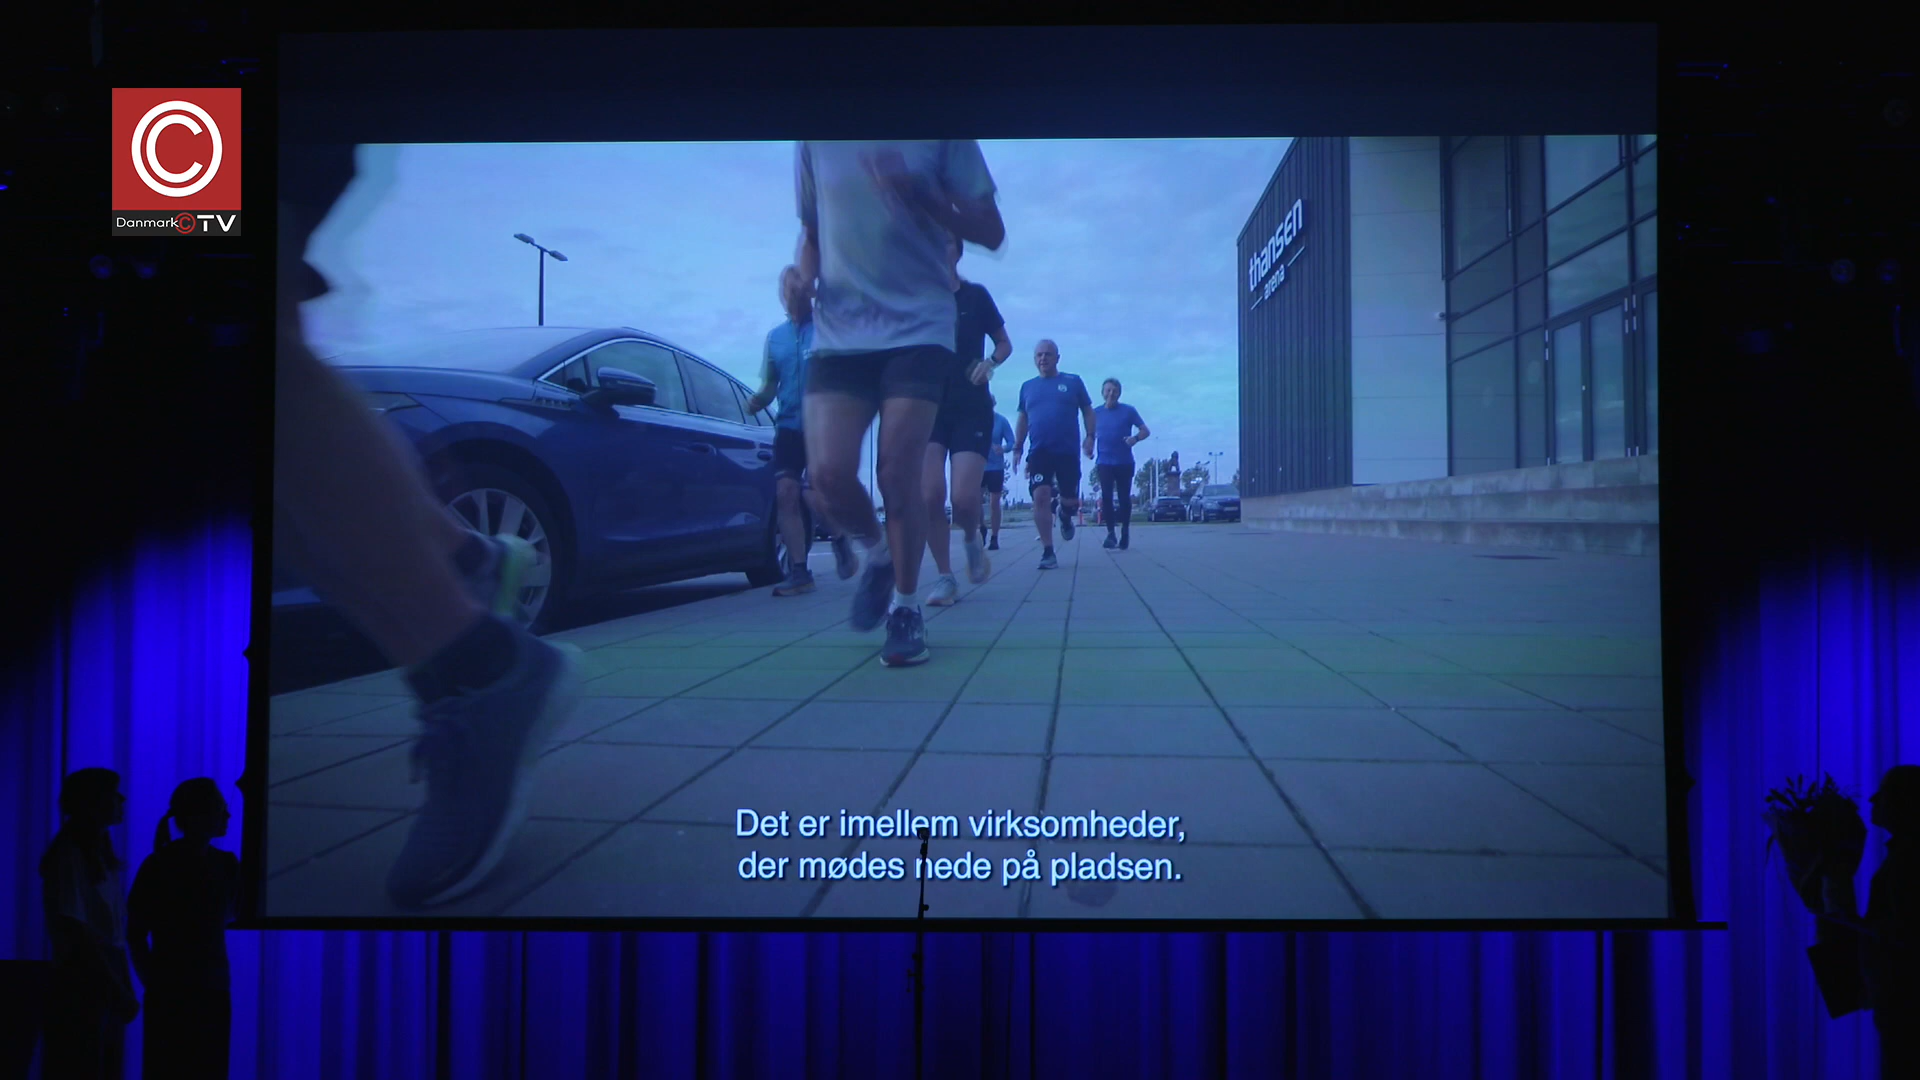 ©
Danmark©TV
thansen
arena
Det er imellem virksomheder,
der mødes nede på pladsen.